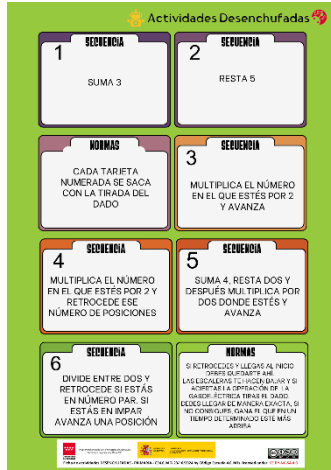 Actividades Desenchufadas
SECUENCIA
1
SUMA 3
SECUENCIA
2
RESTA 5
NORMAS
CADA TARJETA
NUMERADA SE SACA
CON LA TIRADA DEL
DADO
SECUENCIA
3
MULTIPLICA EL NÚMERO
EN EL QUE ESTÉS POR 2
Y AVANZA
SECUENCIA
4
MULTIPLICA EL NÚMERO
EN EL QUE ESTÉS POR 2 Y
RETROCEDE ESE
NÚMERO DE POSICIONES
SECUENCIA
5
SUMA 4, RESTA DOS Y
DESPUÉS MULTIPLICA POR
DOS DONDE ESTÉS Y
AVANZA
SECUENCIA
6
DIVIDE ENTRE DOS Y
RETROCEDE SI ESTÁS
EN NÚMERO PAR. SI
ESTÁS EN IMPAR
AVANZA UNA POSICIÓN
NORMAS
SI RETROCEDES Y LLEGAS AL INICIO
DEBES QUEDARTE AHÍ.
LAS ESCALERAS TE HACEN BAJAR Y SI
ACIERTAS LA OPERACIÓN DE LA
TIRAS EL DADO.
DEBES LLEGAR DE MANERA EXACTA, SI
NO CONSIGUES, GANA EL QUE EN UN
TIEMPO DETERMINADO ESTÉ MÁS
ARRIBA